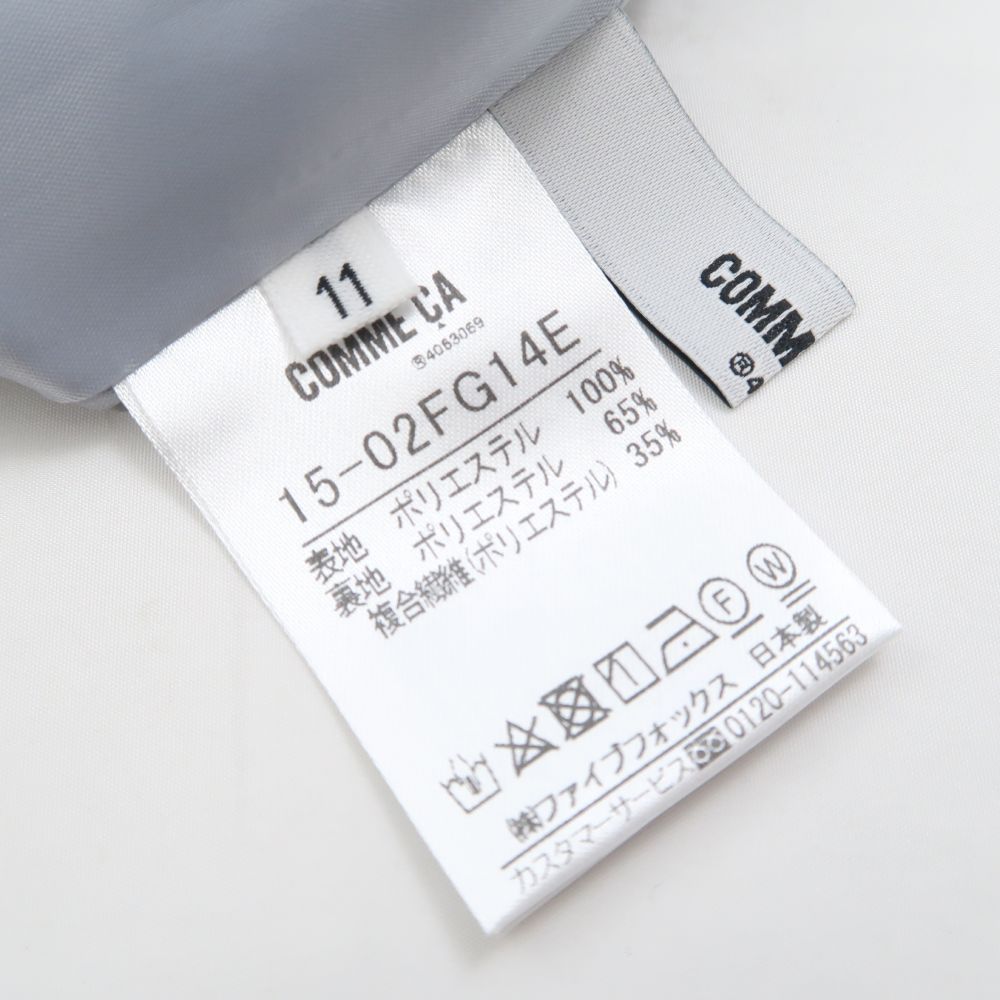 11
COMME ÇA
®4063069
15-02FG14E
表地 ポリエステル 100%
裏地 ポリエステル 65%
複合繊維(ポリエステル) 35%
F W
㈱ファイブフォックス 日本製
カスタマーサービス 0120-114563
COMM
®4